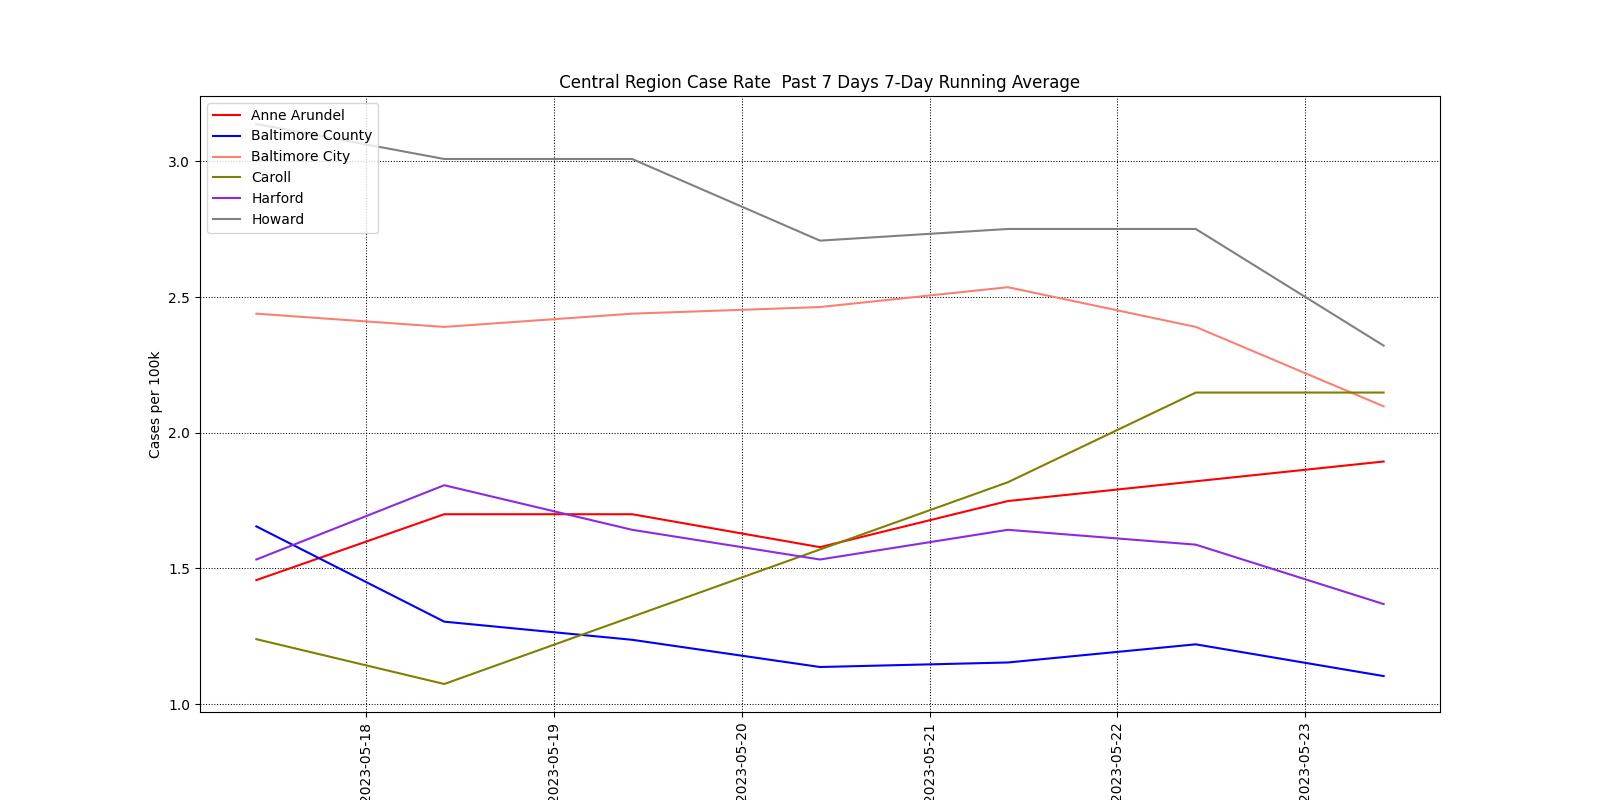 Central Region Case Rate  Past 7 Days 7-Day Running Average
Anne Arundel
Baltimore County
Baltimore City
Caroll
Harford
Howard
Cases per 100k
3.0
2.5
2.0
1.5
1.0
2023-05-18
2023-05-19
2023-05-20
2023-05-21
2023-05-22
2023-05-23